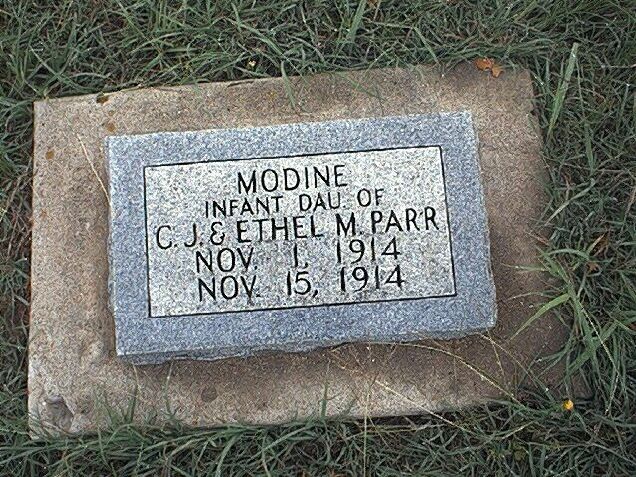 MODINE
INFANT DAU. OF
C. J. & ETHEL M. PARR
NOV. 1, 1914
NOV. 15, 1914